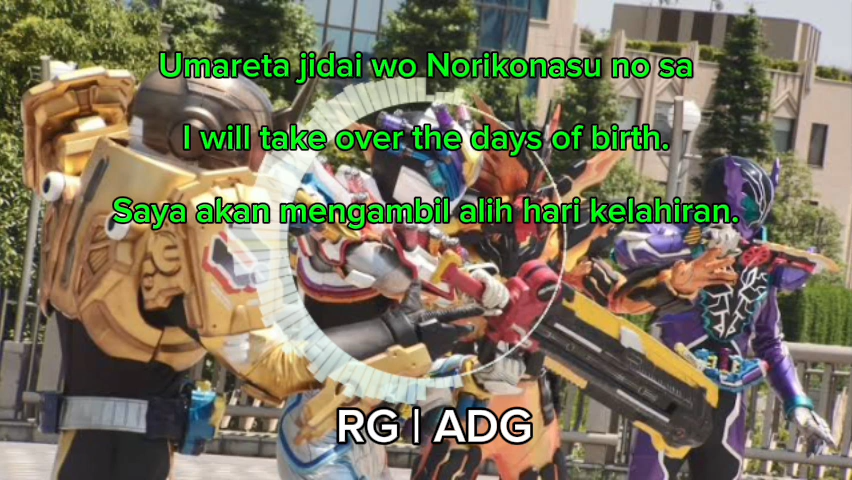 Umareta jidai wo Norikonasu no sa
I will take over the days of birth.
Saya akan mengambil alih hari kelahiran.
RG | ADG